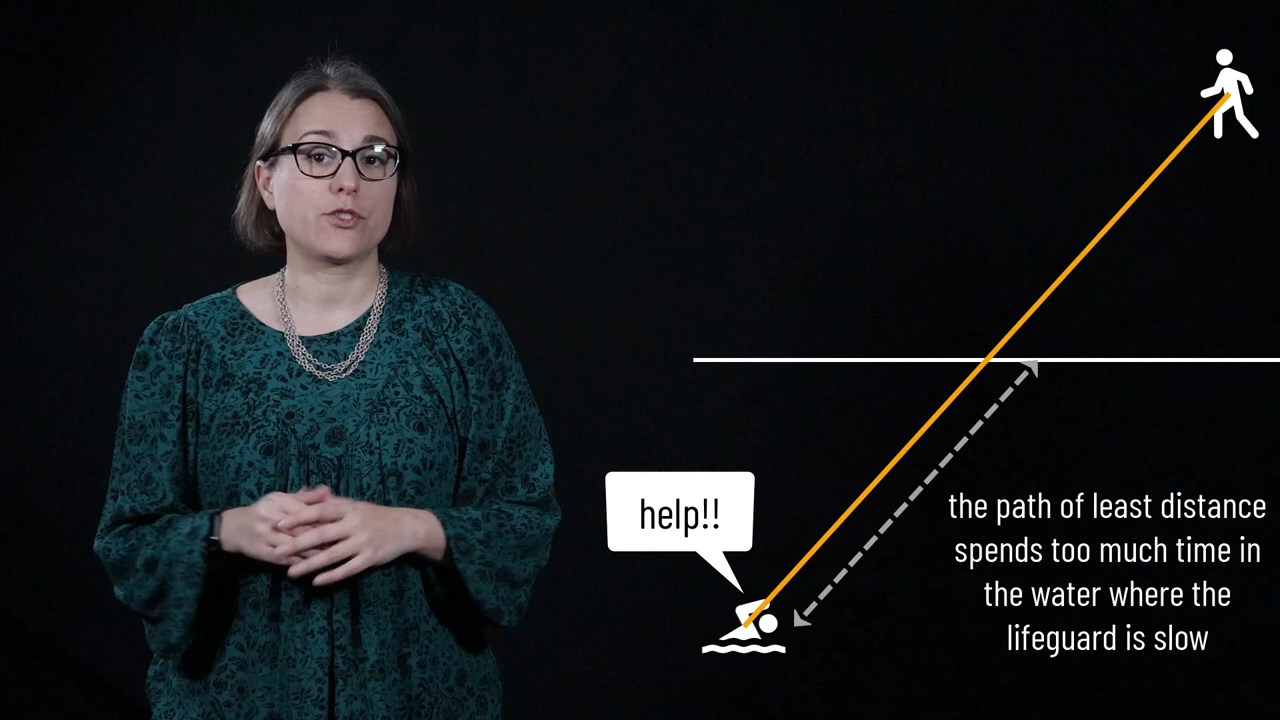 help!!
the path of least distance
spends too much time in
the water where the
lifeguard is slow